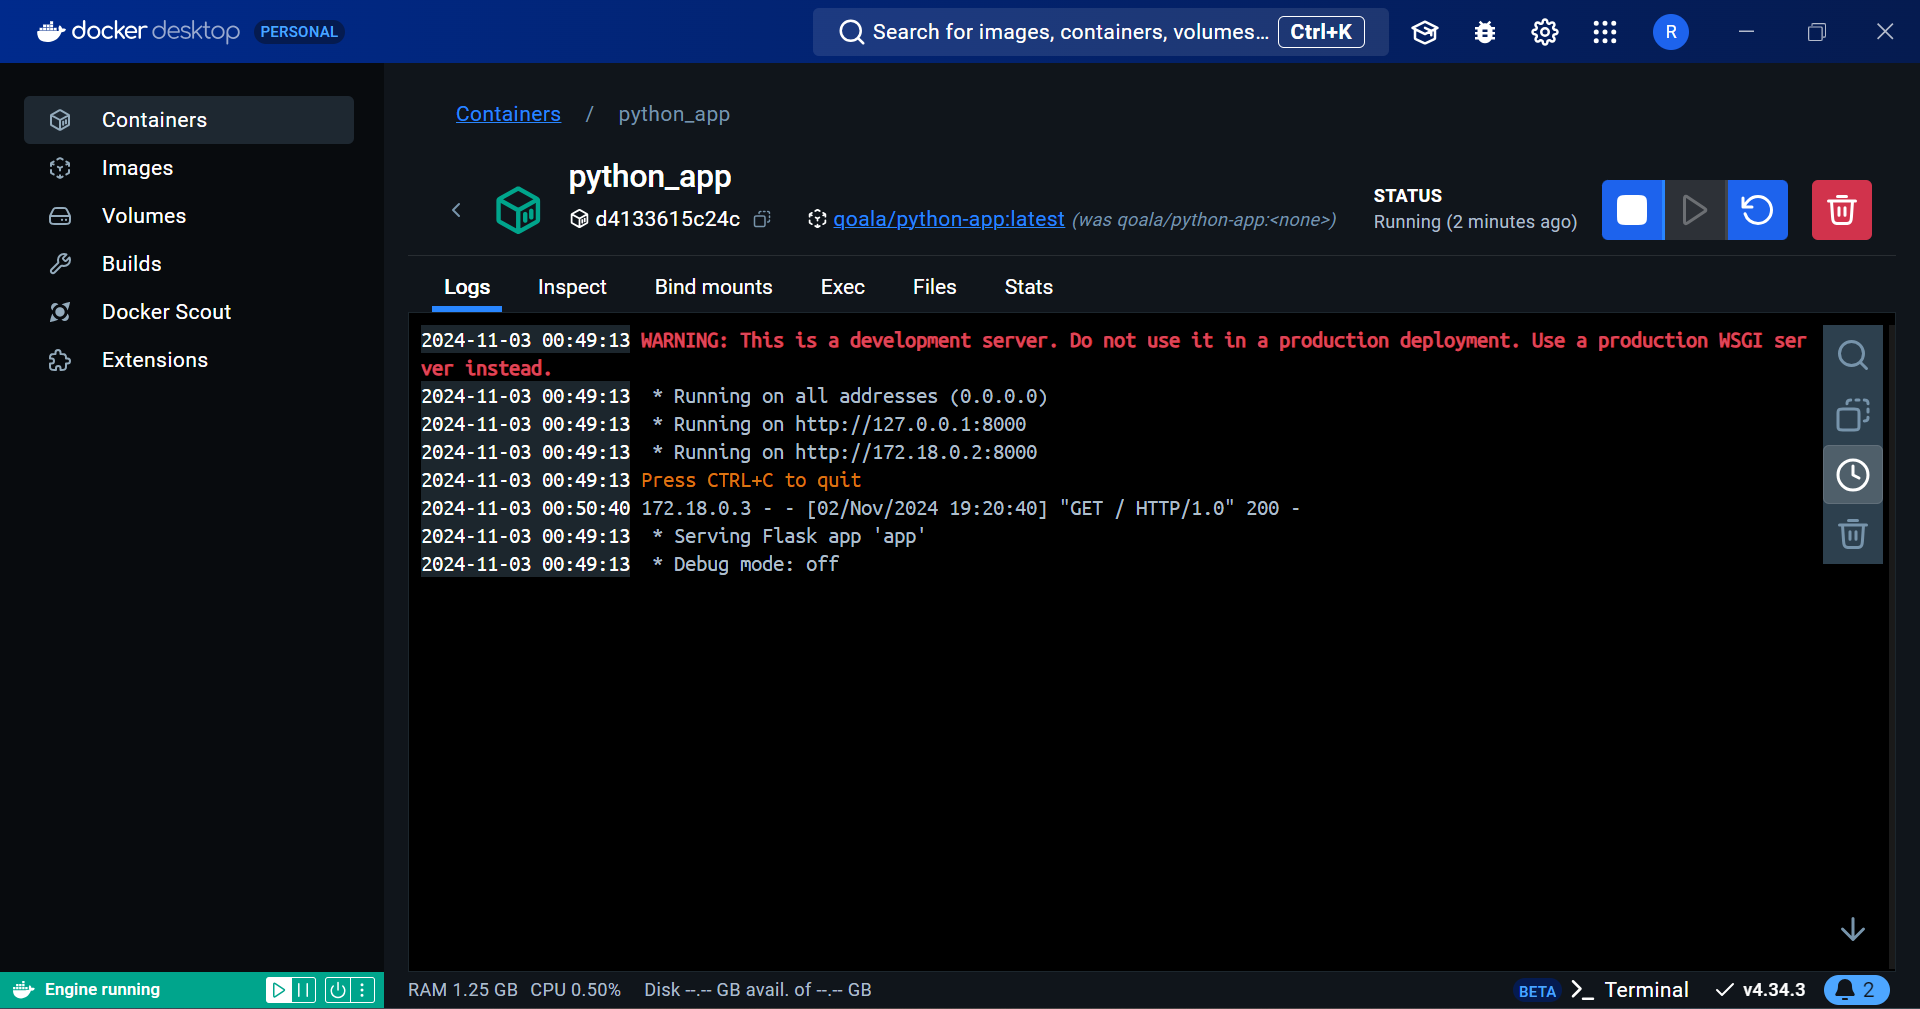 docker desktop PERSONAL
Search for images, containers, volumes... Ctrl+K
R
Containers
Images
Volumes
Builds
Docker Scout
Extensions
Containers / python_app
python_app
d4133615c24c
qoala/python-app:latest (was qoala/python-app:<none>)
STATUS
Running (2 minutes ago)
Logs Inspect Bind mounts Exec Files Stats
2024-11-03 00:49:13 WARNING: This is a development server. Do not use it in a production deployment. Use a production WSGI ser
ver instead.
2024-11-03 00:49:13  * Running on all addresses (0.0.0.0)
2024-11-03 00:49:13  * Running on http://127.0.0.1:8000
2024-11-03 00:49:13  * Running on http://172.18.0.2:8000
2024-11-03 00:49:13 Press CTRL+C to quit
2024-11-03 00:50:40 172.18.0.3 - - [02/Nov/2024 19:20:40] "GET / HTTP/1.0" 200 -
2024-11-03 00:49:13  * Serving Flask app 'app'
2024-11-03 00:49:13  * Debug mode: off
Engine running
RAM 1.25 GB CPU 0.50% Disk --.-- GB avail. of --.-- GB
BETA Terminal v4.34.3 2